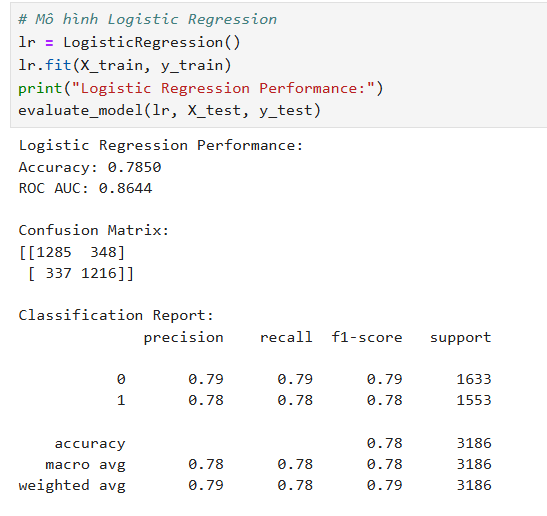 # Mô hình Logistic Regression
lr = LogisticRegression()
lr.fit(X_train, y_train)
print("Logistic Regression Performance:")
evaluate_model(lr, X_test, y_test)
Logistic Regression Performance:
Accuracy: 0.7850
ROC AUC: 0.8644
Confusion Matrix:
[[1285  348]
 [ 337 1216]]
Classification Report:
              precision    recall  f1-score   support
           0       0.79      0.79      0.79      1633
           1       0.78      0.78      0.78      1553
    accuracy                           0.78      3186
   macro avg       0.78      0.78      0.78      3186
weighted avg       0.79      0.78      0.79      3186